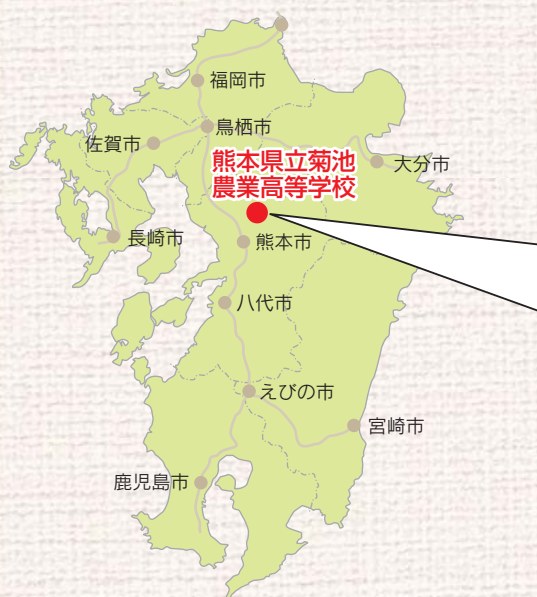 福岡市
鳥栖市
佐賀市
熊本県立菊池
農業高等学校
大分市
長崎市
熊本市
八代市
えびの市
宮崎市
鹿児島市